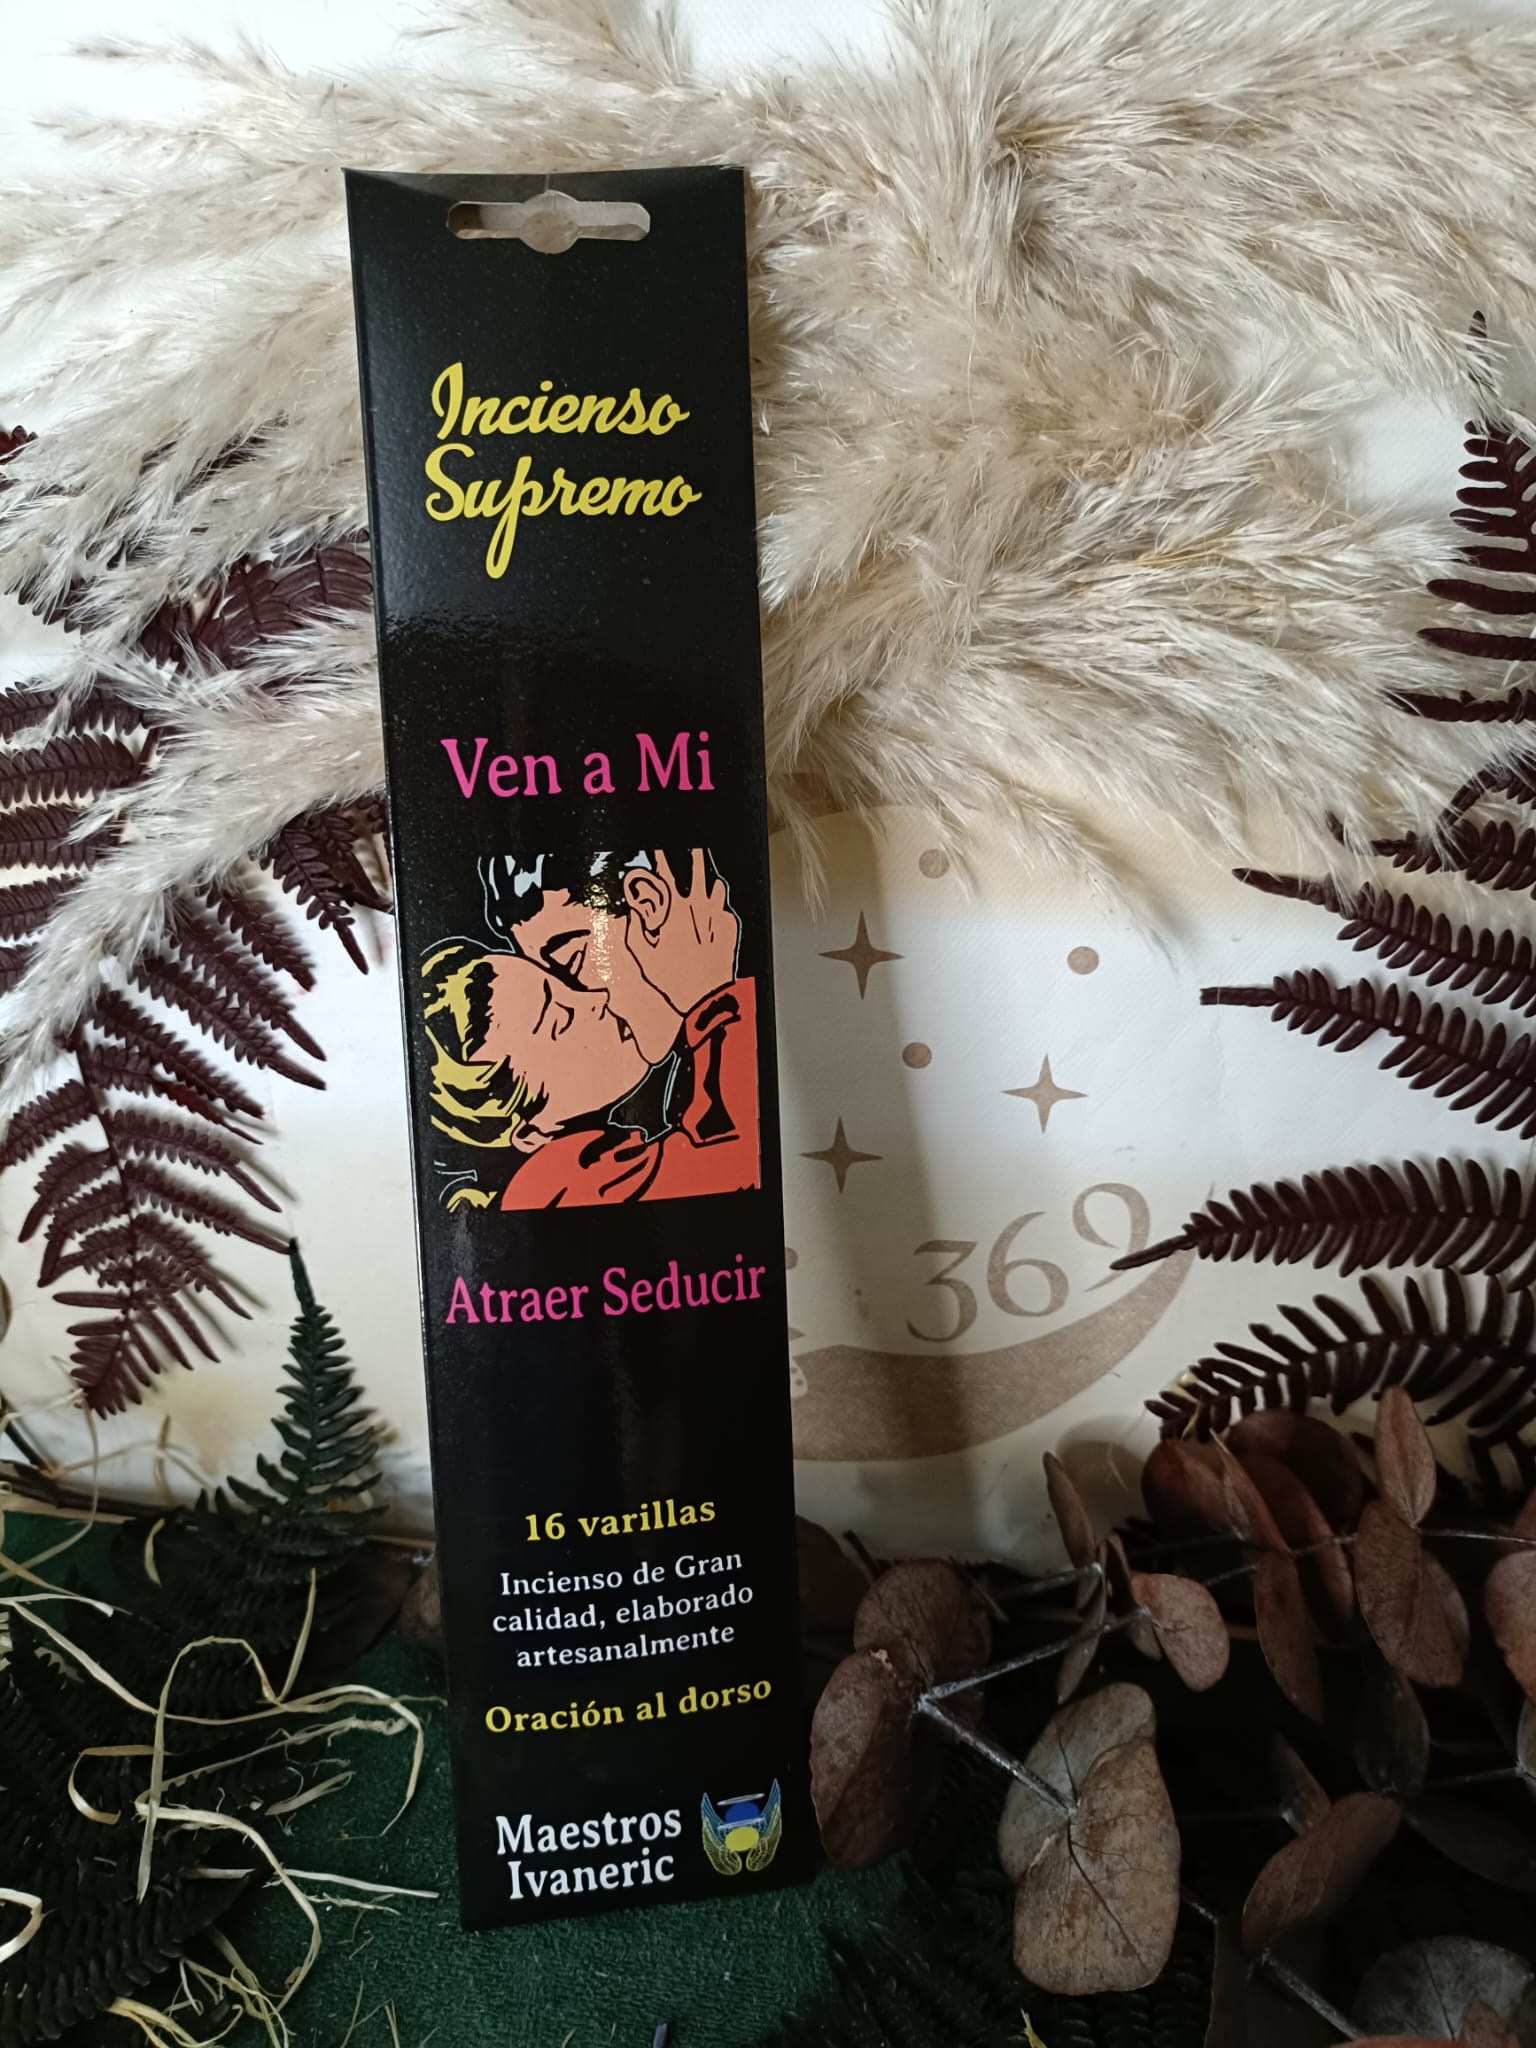 Incienso
Supremo
Ven a Mi
Atraer Seducir
16 varillas
Incienso de Gran
calidad, elaborado
artesanalmente
Oración al dorso
Maestros
Ivaneric
369